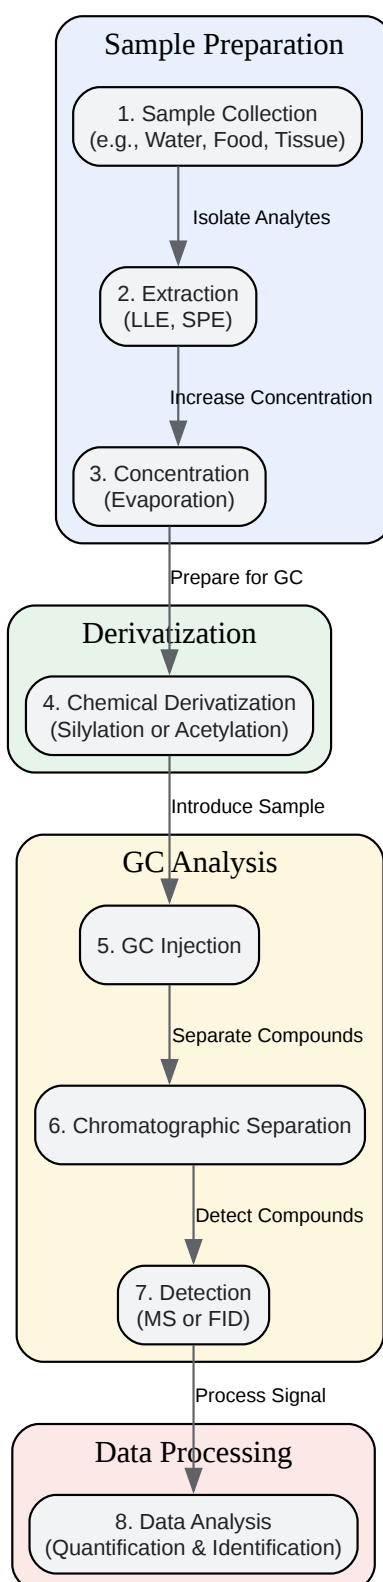 Sample Preparation
1. Sample Collection
(e.g., Water, Food, Tissue)
Isolate Analytes
2. Extraction
(LLE, SPE)
Increase Concentration
3. Concentration
(Evaporation)
Prepare for GC
Derivatization
4. Chemical Derivatization
(Silylation or Acetylation)
Introduce Sample
GC Analysis
5. GC Injection
Separate Compounds
6. Chromatographic Separation
Detect Compounds
7. Detection
(MS or FID)
Process Signal
Data Processing
8. Data Analysis
(Quantification & Identification)